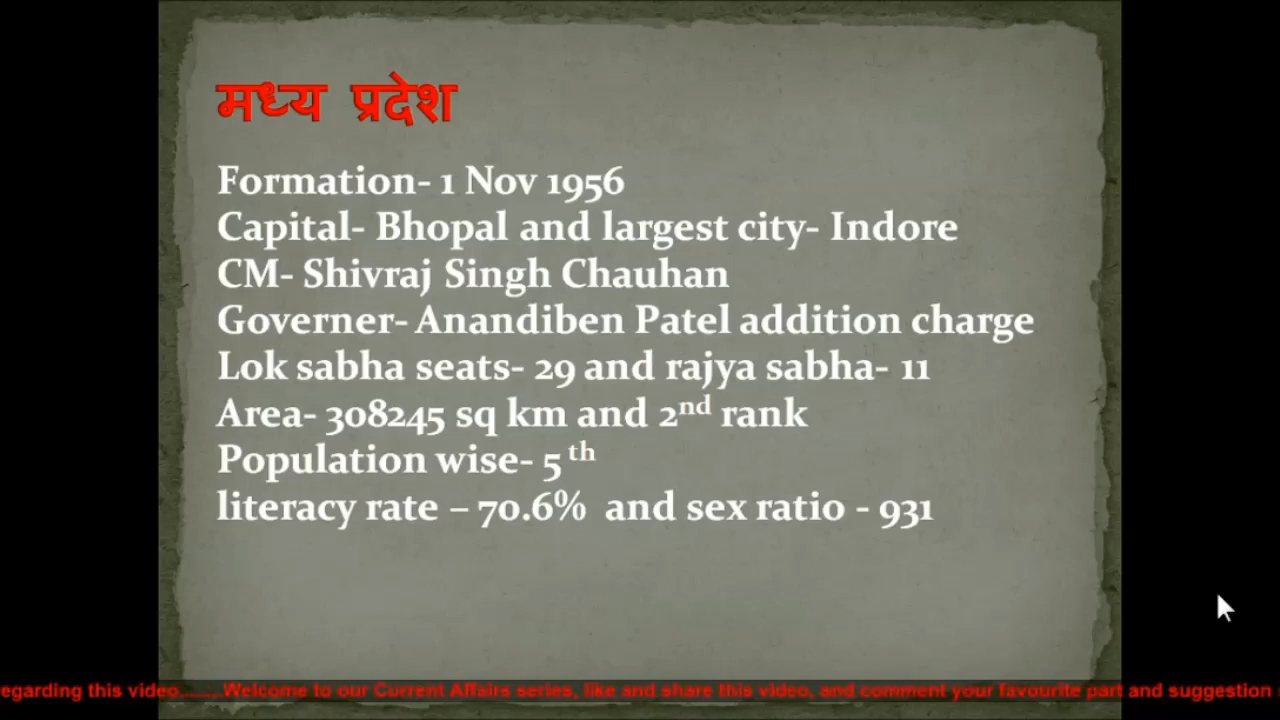 मध्य प्रदेश
Formation- 1 Nov 1956
Capital- Bhopal and largest city- Indore
CM- Shivraj Singh Chauhan
Governer- Anandiben Patel addition charge
Lok sabha seats- 29 and rajya sabha- 11
Area- 308245 sq km and 2nd rank
Population wise- 5 th
literacy rate – 70.6% and sex ratio - 931
egarding this video........Welcome to our Current Affairs series, like and share this video, and comment your favourite part and suggestion